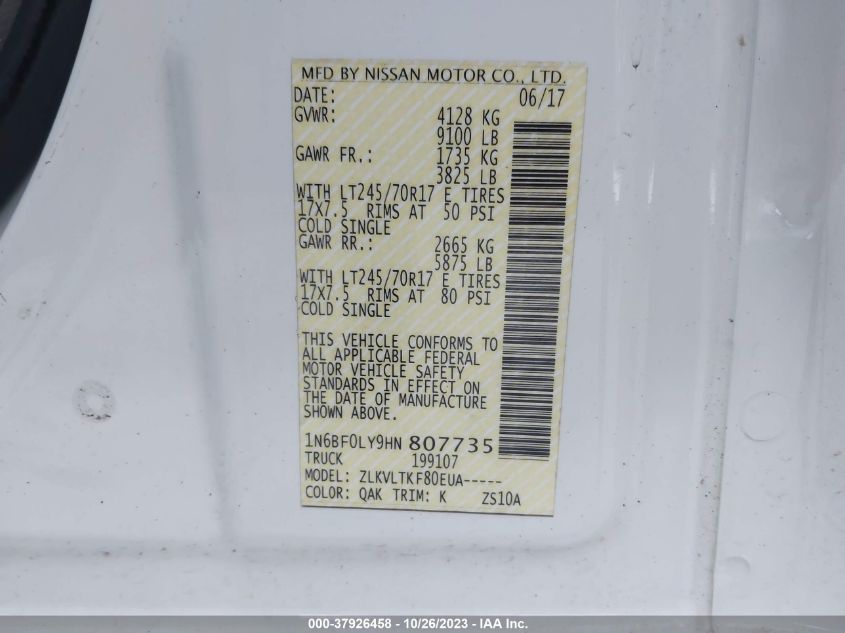 MFD BY NISSAN MOTOR CO., LTD.
DATE: 06/17
GVWR: 4128 KG
9100 LB
GAWR FR.: 1735 KG
3825 LB
WITH LT245/70R17 E TIRES
17X7.5 RIMS AT 50 PSI
COLD SINGLE
GAWR RR.: 2665 KG
5875 LB
WITH LT245/70R17 E TIRES
17X7.5 RIMS AT 80 PSI
COLD SINGLE
THIS VEHICLE CONFORMS TO
ALL APPLICABLE FEDERAL
MOTOR VEHICLE SAFETY
STANDARDS IN EFFECT ON
THE DATE OF MANUFACTURE
SHOWN ABOVE.
1N6BF0LY9HN 807735
TRUCK 199107
MODEL: ZLKVLTKF80EUA-----
COLOR: QAK TRIM: K ZS10A
000-37926458 - 10/26/2023 - IAA Inc.